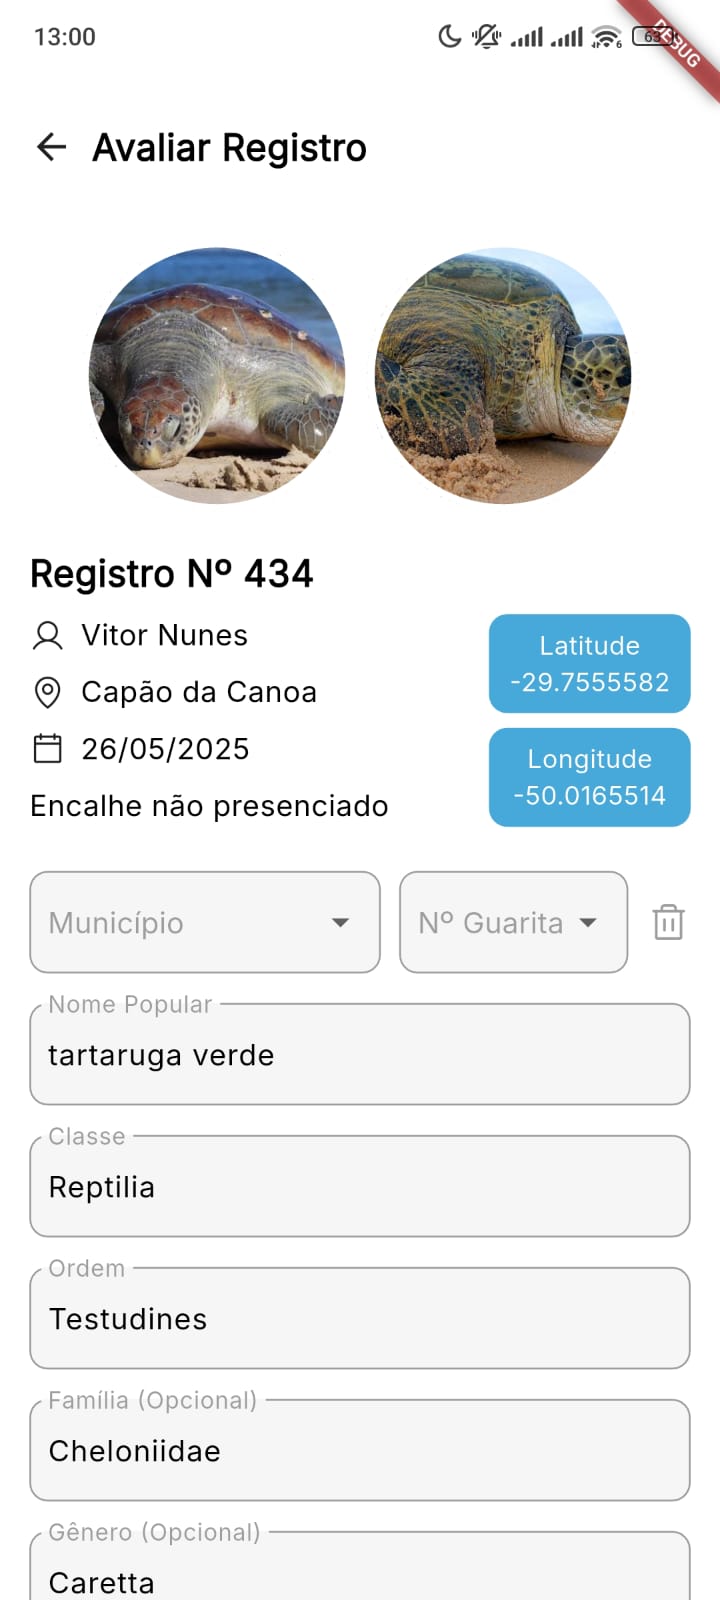 13:00
6
63
DEBUG
Avaliar Registro
Registro Nº 434
Vitor Nunes
Capão da Canoa
26/05/2025
Encalhe não presenciado
Latitude
-29.7555582
Longitude
-50.0165514
Município
Nº Guarita
Nome Popular
tartaruga verde
Classe
Reptilia
Ordem
Testudines
Família (Opcional)
Cheloniidae
Gênero (Opcional)
Caretta